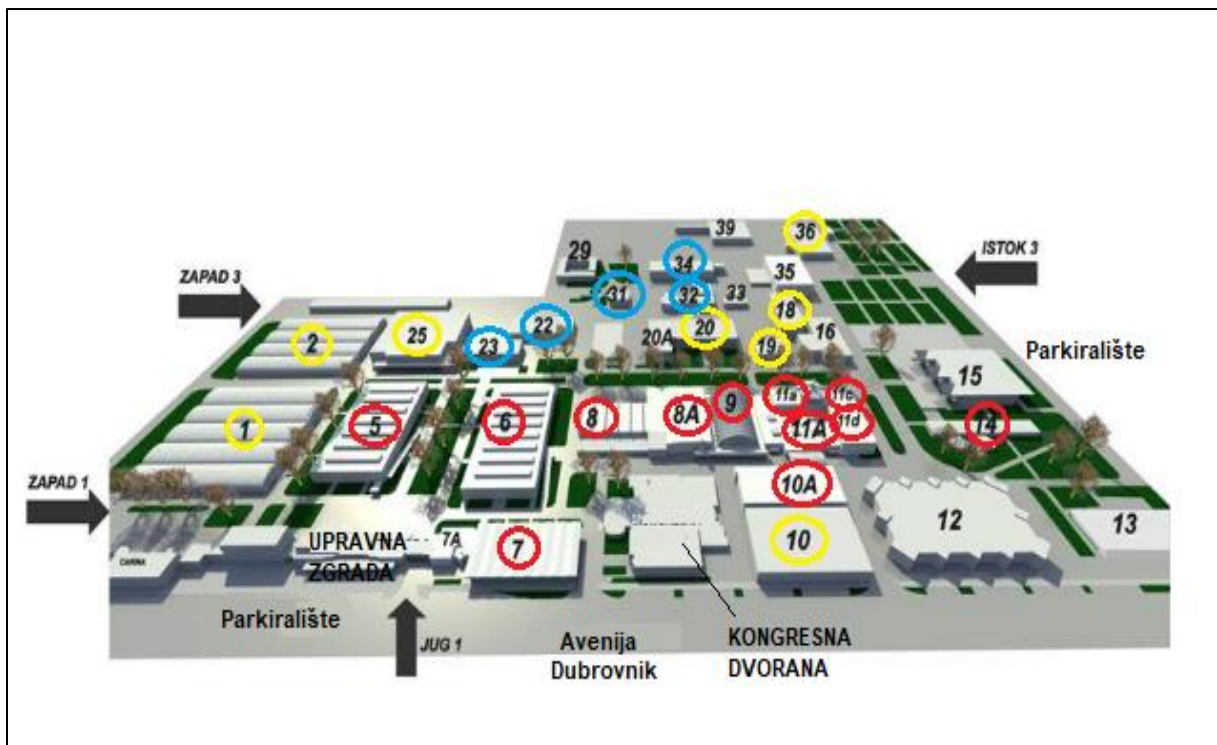 39
36
29
34
ISTOK 3
35
ZAPAD 3
31
32
33
18
22
20
25
20A
16
2
23
19
Parkiralište
15
11a
11c
9
1
5
6
8
8A
11A
11d
14
ZAPAD 1
10A
12
13
UPRAVNA
ZGRADA
7A
7
10
CARINA
Parkiralište
JUG 1
Avenija
Dubrovnik
KONGRESNA
DVORANA